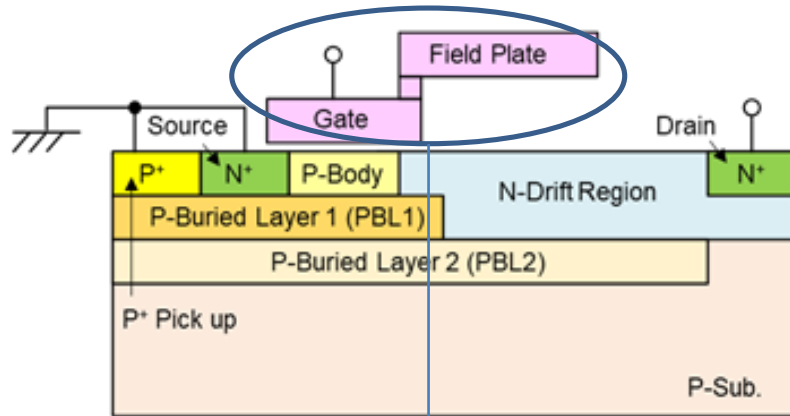 Field Plate
Gate
Source
Drain
P+
N+
P-Body
N-Drift Region
N+
P-Buried Layer 1 (PBL1)
P-Buried Layer 2 (PBL2)
P+ Pick up
P-Sub.